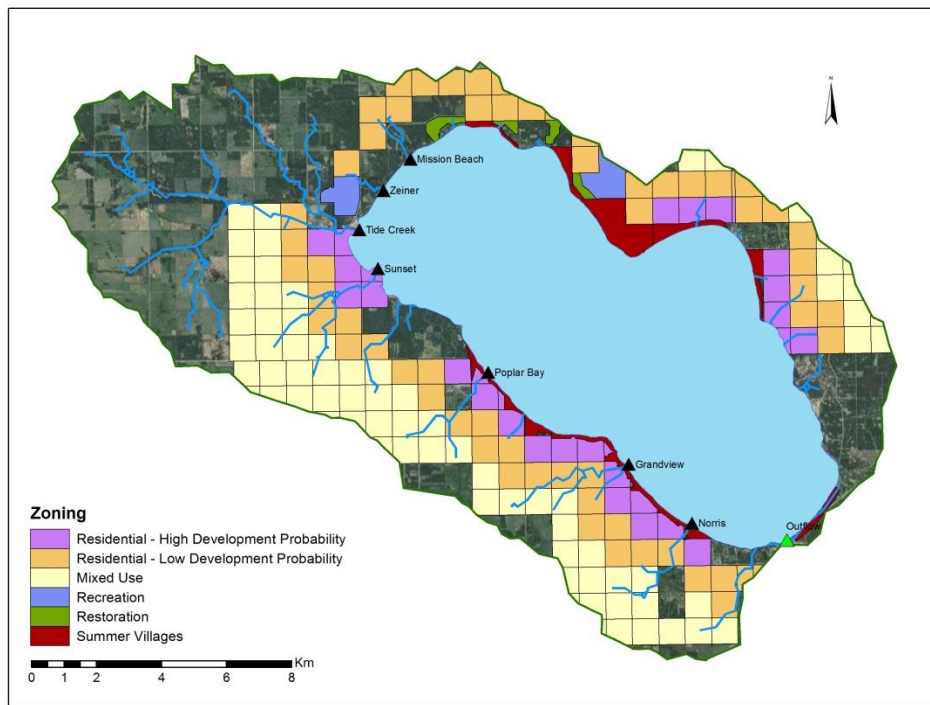 N
Mission Beach
Zeiner
Tide Creek
Sunset
Poplar Bay
Grandview
Norris
Outflow
Zoning
Residential - High Development Probability
Residential - Low Development Probability
Mixed Use
Recreation
Restoration
Summer Villages
Km
0 1 2 4 6 8